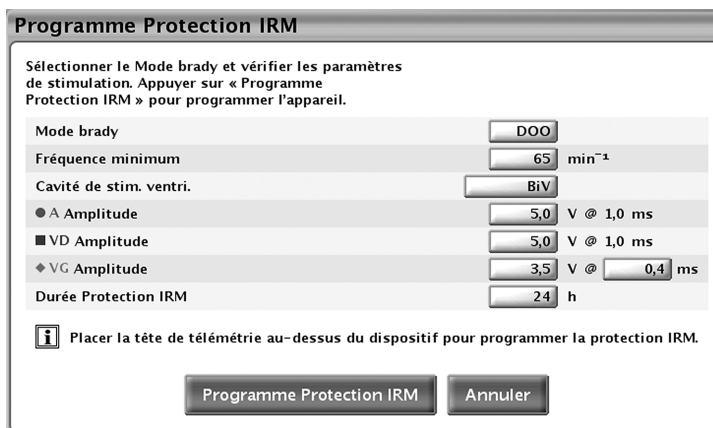 Programme Protection IRM
Sélectionner le Mode brady et vérifier les paramètres
de stimulation. Appuyer sur « Programme
Protection IRM » pour programmer l'appareil.
Mode brady DOO
Fréquence minimum 65 min⁻¹
Cavité de stim. ventri. BiV
A Amplitude 5,0 V @ 1,0 ms
VD Amplitude 5,0 V @ 1,0 ms
VG Amplitude 3,5 V @ 0,4 ms
Durée Protection IRM 24 h
i Placer la tête de télémétrie au-dessus du dispositif pour programmer la protection IRM.
Programme Protection IRM Annuler